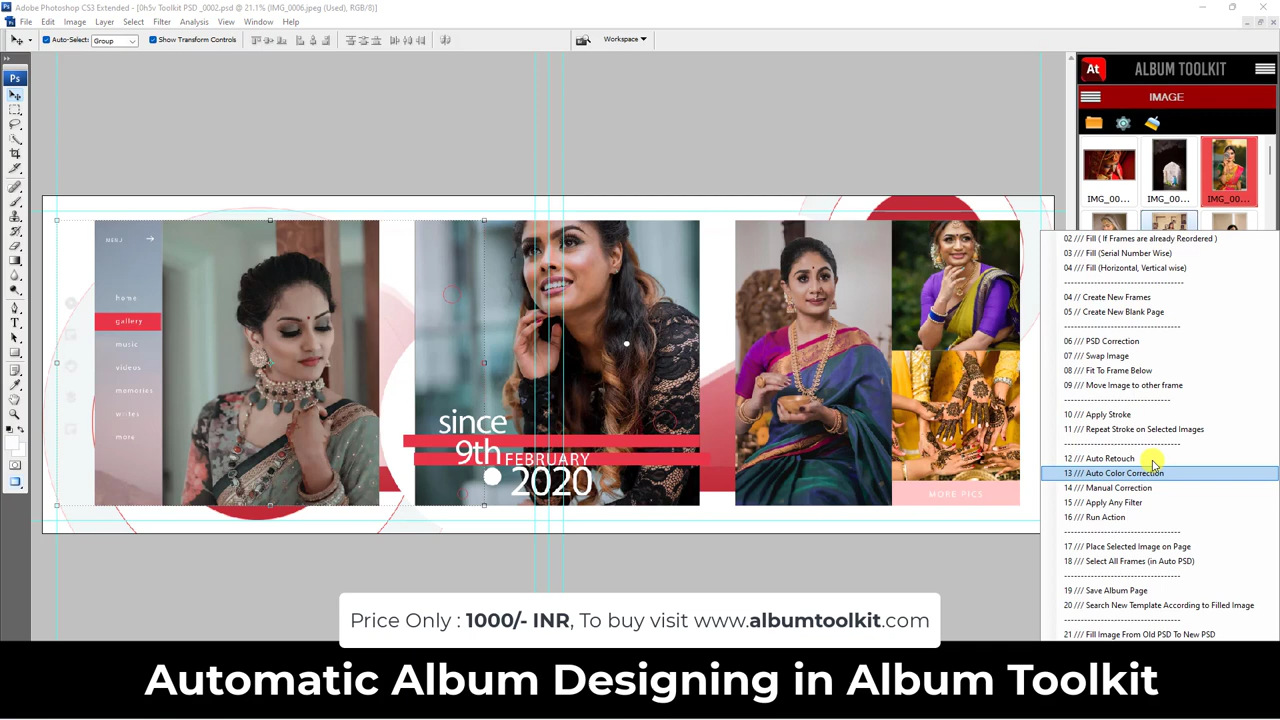 Adobe Photoshop CS3 Extended - [0h5v Toolkit PSD _0002.psd @ 21.1% (IMG_0006.jpeg (Used), RGB/8)]
File Edit Image Layer Select Filter Analysis View Window Help
Auto-Select: Group Show Transform Controls Workspace
Ps
At ALBUM TOOLKIT
IMAGE
IMG_00... IMG_00... IMG_00...
MENU
home
gallery
music
videos
memories
writes
more
since
9th FEBRUARY
2020
MORE PICS
02 /// Fill ( If Frames are already Reordered )
03 /// Fill (Serial Number Wise)
04 /// Fill (Horizontal, Vertical wise)
04 // Create New Frames
05 // Create New Blank Page
06 /// PSD Correction
07 /// Swap Image
08 /// Fit To Frame Below
09 /// Move Image to other frame
10 /// Apply Stroke
11 /// Repeat Stroke on Selected Images
12 /// Auto Retouch
13 /// Auto Color Correction
14 /// Manual Correction
15 /// Apply Any Filter
16 /// Run Action
17 /// Place Selected Image on Page
18 /// Select All Frames (in Auto PSD)
19 /// Save Album Page
20 /// Search New Template According to Filled Image
21 /// Fill Image From Old PSD To New PSD
Price Only : 1000/- INR, To buy visit www.albumtoolkit.com
Automatic Album Designing in Album Toolkit